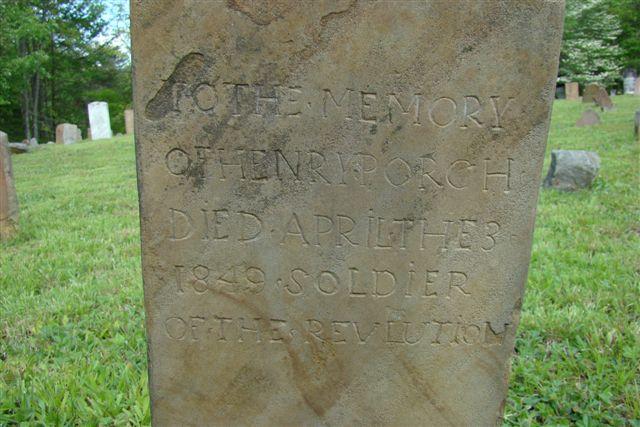 TO THE MEMORY
OF HENRY PORCH
DIED APRIL THE 3
1849 SOLDIER
OF THE REVLUTION